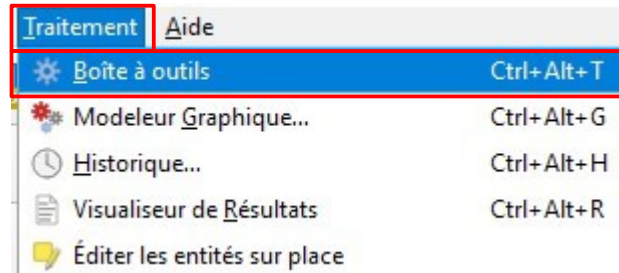 Traitement Aide
Boîte à outils Ctrl+Alt+T
Modeleur Graphique... Ctrl+Alt+G
Historique... Ctrl+Alt+H
Visualiseur de Résultats Ctrl+Alt+R
Éditer les entités sur place